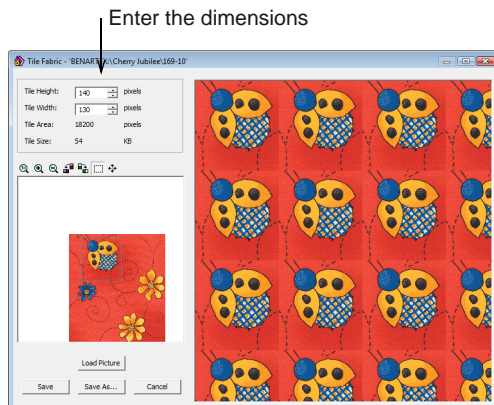 Enter the dimensions
Tile Fabric - 'BENARTEX:\Cherry Jubilee\169-10'
Tile Height: 140 pixels
Tile Width: 130 pixels
Tile Area: 18200 pixels
Tile Size: 54 KB
Load Picture
Save Save As... Cancel